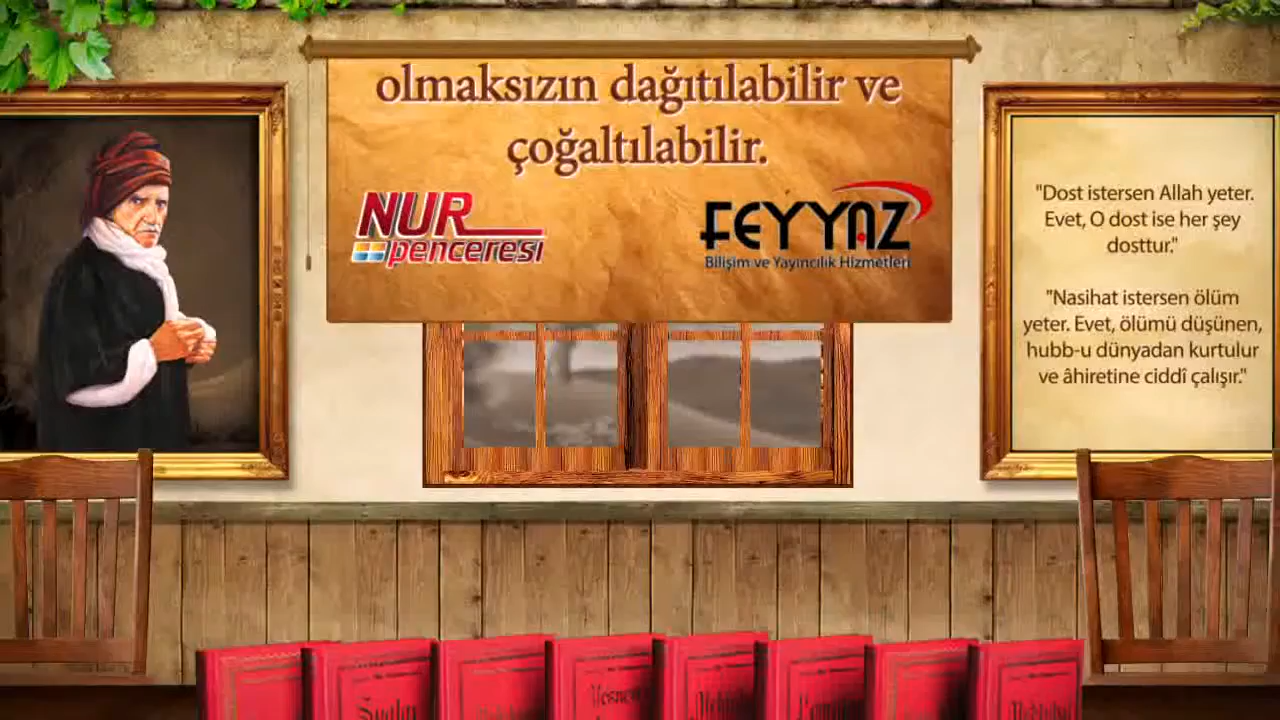 olmaksızın dağıtılabilir ve
çoğaltılabilir.
NUR
penceresi
FEYYAZ
Bilişim ve Yayıncılık Hizmetleri
"Dost istersen Allah yeter.
Evet, O dost ise her şey
dosttur."
"Nasihat istersen ölüm
yeter. Evet, ölümü düşünen,
hubb-u dünyadan kurtulur
ve âhiretine ciddî çalışır."